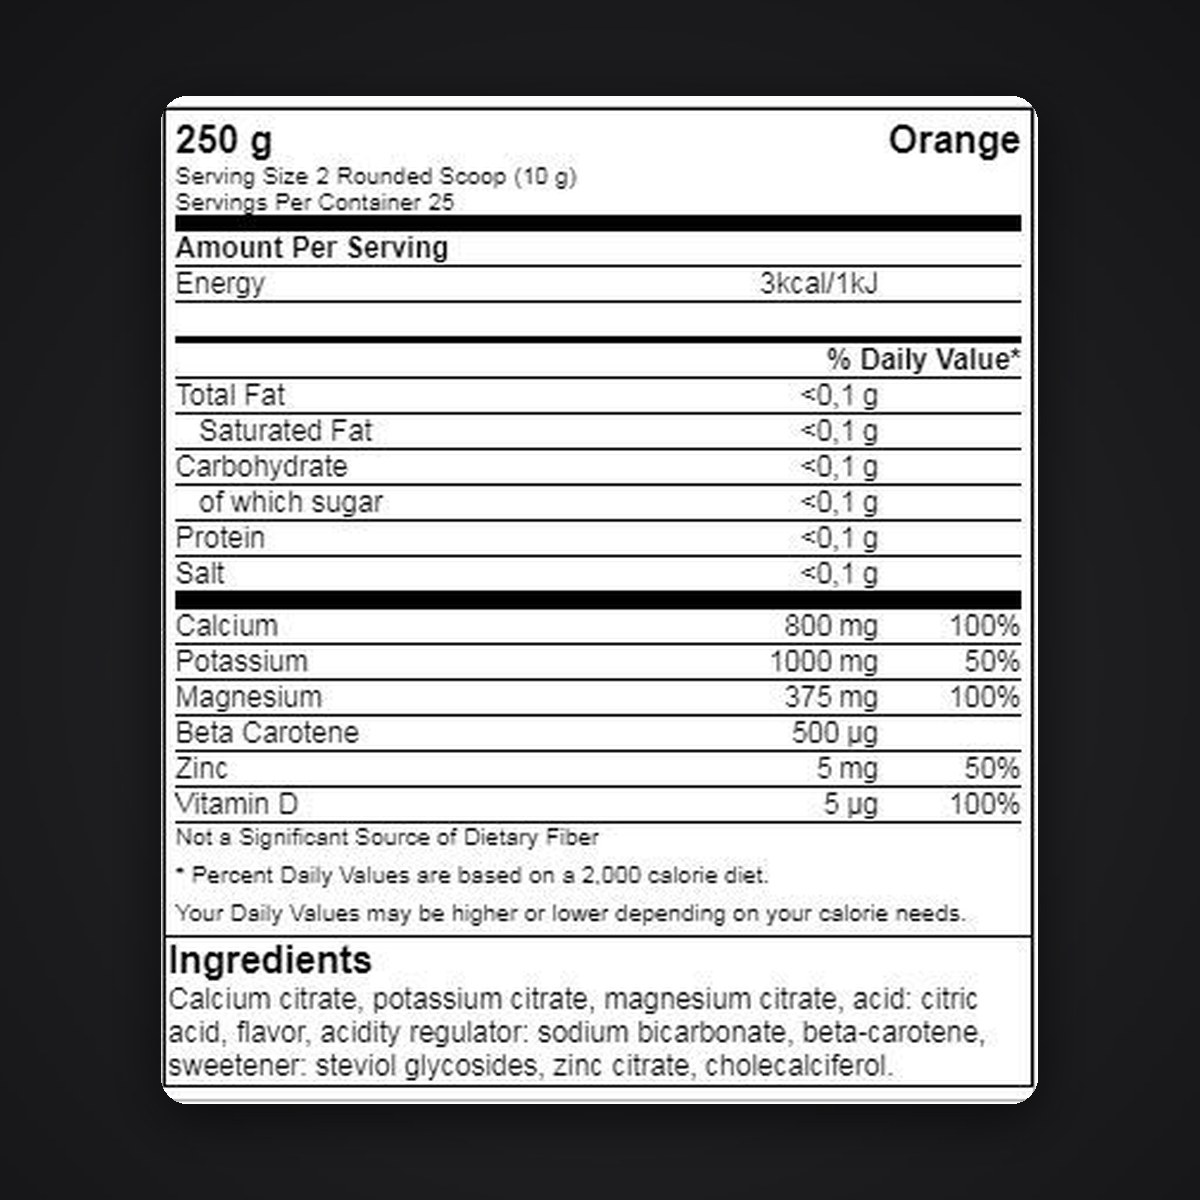 250 g Orange
Serving Size 2 Rounded Scoop (10 g)
Servings Per Container 25
Amount Per Serving
Energy 3kcal/1kJ
% Daily Value*
Total Fat <0,1 g
Saturated Fat <0,1 g
Carbohydrate <0,1 g
of which sugar <0,1 g
Protein <0,1 g
Salt <0,1 g
Calcium 800 mg 100%
Potassium 1000 mg 50%
Magnesium 375 mg 100%
Beta Carotene 500 µg
Zinc 5 mg 50%
Vitamin D 5 µg 100%
Not a Significant Source of Dietary Fiber
* Percent Daily Values are based on a 2,000 calorie diet.
Your Daily Values may be higher or lower depending on your calorie needs.
Ingredients
Calcium citrate, potassium citrate, magnesium citrate, acid: citric
acid, flavor, acidity regulator: sodium bicarbonate, beta-carotene,
sweetener: steviol glycosides, zinc citrate, cholecalciferol.